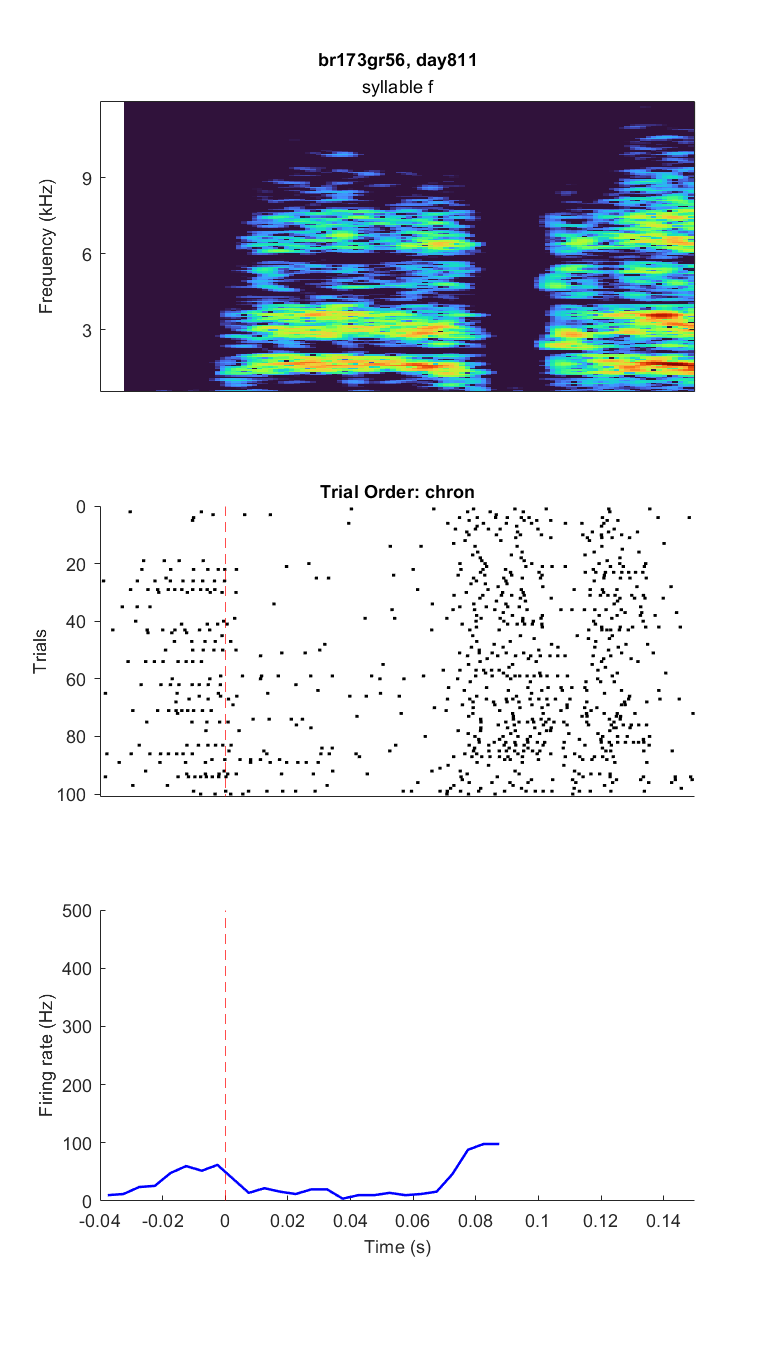 br173gr56, day811
syllable f
9
6
3
Frequency (kHz)
Trial Order: chron
0
20
40
60
80
100
Trials
500
400
300
200
100
0
Firing rate (Hz)
-0.04 -0.02 0 0.02 0.04 0.06 0.08 0.1 0.12 0.14
Time (s)